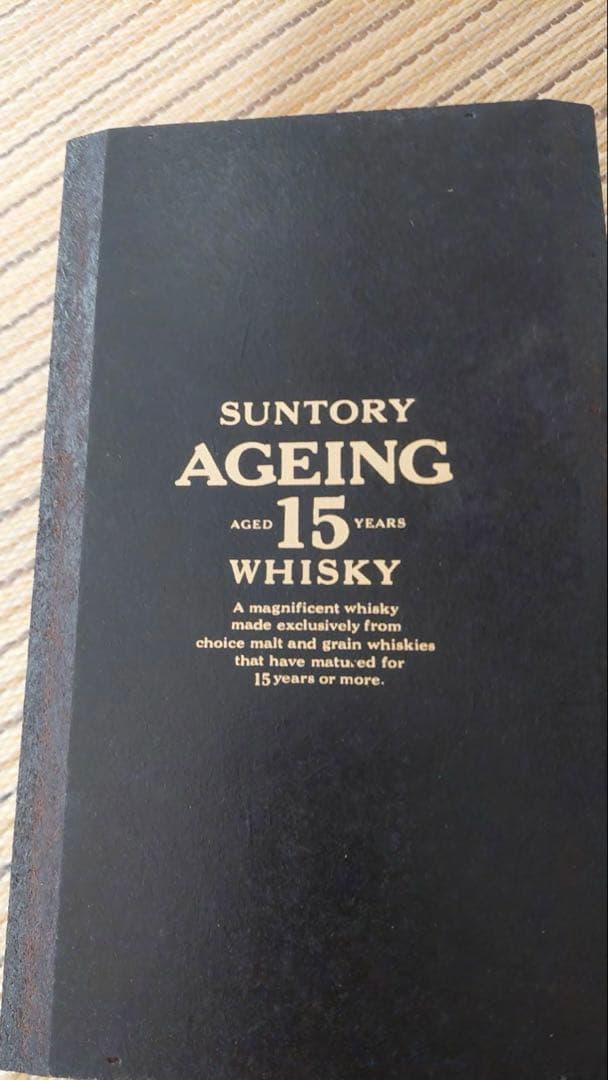 SUNTORY
AGEING
AGED 15 YEARS
WHISKY
A magnificent whisky
made exclusively from
choice malt and grain whiskies
that have matured for
15 years or more.